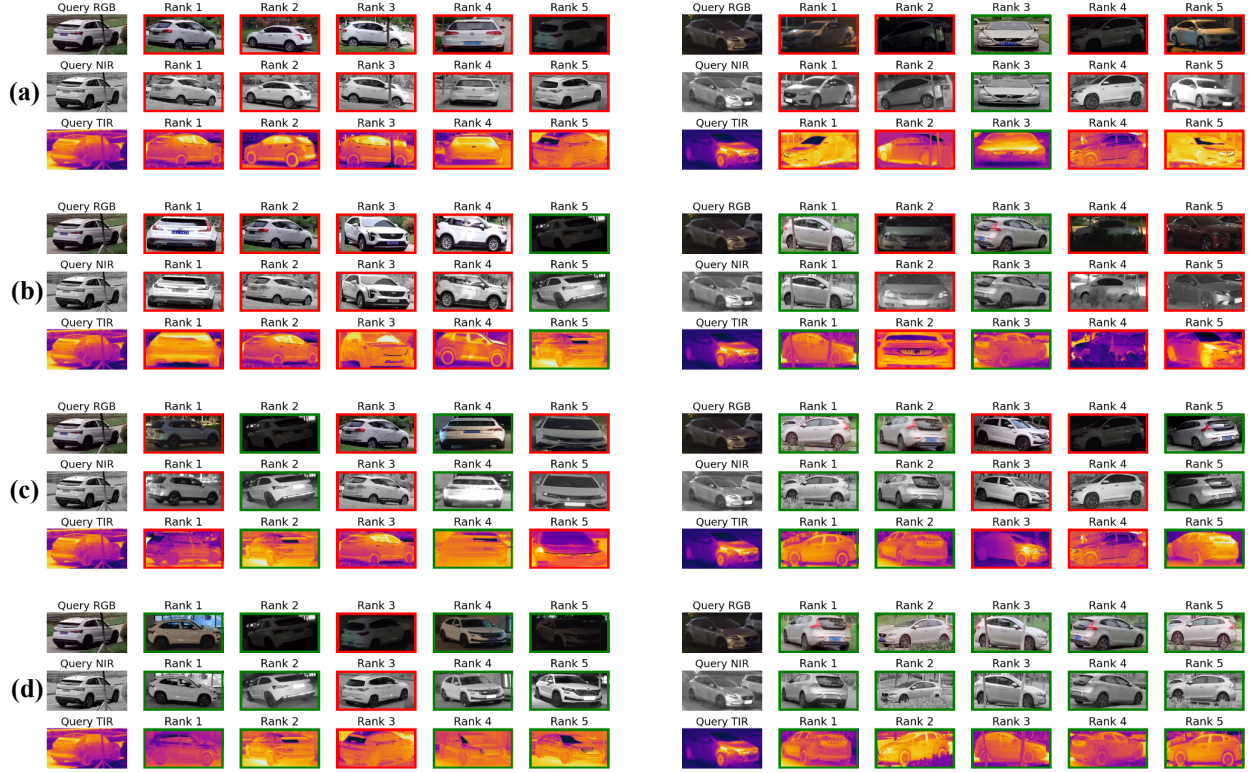 Query RGB Rank 1 Rank 2 Rank 3 Rank 4 Rank 5 Query RGB Rank 1 Rank 2 Rank 3 Rank 4 Rank 5
Query NIR Rank 1 Rank 2 Rank 3 Rank 4 Rank 5 Query NIR Rank 1 Rank 2 Rank 3 Rank 4 Rank 5
(a)
Query TIR Rank 1 Rank 2 Rank 3 Rank 4 Rank 5 Query TIR Rank 1 Rank 2 Rank 3 Rank 4 Rank 5
Query RGB Rank 1 Rank 2 Rank 3 Rank 4 Rank 5 Query RGB Rank 1 Rank 2 Rank 3 Rank 4 Rank 5
Query NIR Rank 1 Rank 2 Rank 3 Rank 4 Rank 5 Query NIR Rank 1 Rank 2 Rank 3 Rank 4 Rank 5
(b)
Query TIR Rank 1 Rank 2 Rank 3 Rank 4 Rank 5 Query TIR Rank 1 Rank 2 Rank 3 Rank 4 Rank 5
Query RGB Rank 1 Rank 2 Rank 3 Rank 4 Rank 5 Query RGB Rank 1 Rank 2 Rank 3 Rank 4 Rank 5
Query NIR Rank 1 Rank 2 Rank 3 Rank 4 Rank 5 Query NIR Rank 1 Rank 2 Rank 3 Rank 4 Rank 5
(c)
Query TIR Rank 1 Rank 2 Rank 3 Rank 4 Rank 5 Query TIR Rank 1 Rank 2 Rank 3 Rank 4 Rank 5
Query RGB Rank 1 Rank 2 Rank 3 Rank 4 Rank 5 Query RGB Rank 1 Rank 2 Rank 3 Rank 4 Rank 5
Query NIR Rank 1 Rank 2 Rank 3 Rank 4 Rank 5 Query NIR Rank 1 Rank 2 Rank 3 Rank 4 Rank 5
(d)
Query TIR Rank 1 Rank 2 Rank 3 Rank 4 Rank 5 Query TIR Rank 1 Rank 2 Rank 3 Rank 4 Rank 5